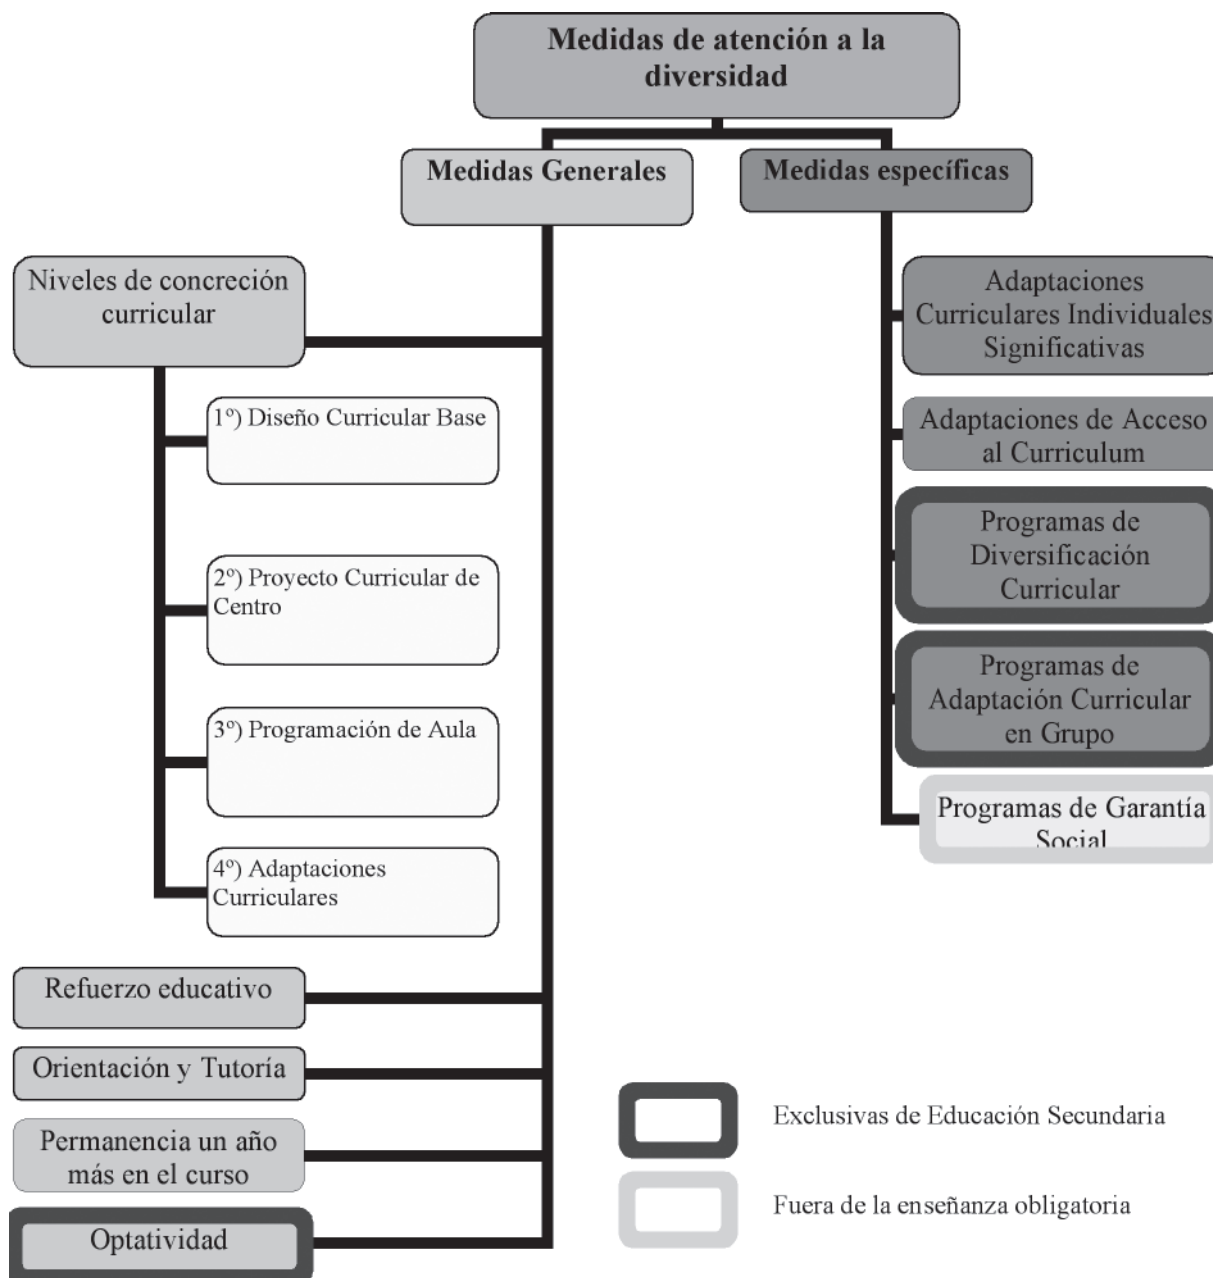 Medidas de atención a la
diversidad
Medidas Generales
Medidas específicas
Niveles de concreción
curricular
1º) Diseño Curricular Base
2º) Proyecto Curricular de
Centro
3º) Programación de Aula
4º) Adaptaciones
Curriculares
Refuerzo educativo
Orientación y Tutoría
Permanencia un año
más en el curso
Optatividad
Adaptaciones
Curriculares Individuales
Significativas
Adaptaciones de Acceso
al Curriculum
Programas de
Diversificación
Curricular
Programas de
Adaptación Curricular
en Grupo
Programas de Garantía
Social
Exclusivas de Educación Secundaria
Fuera de la enseñanza obligatoria